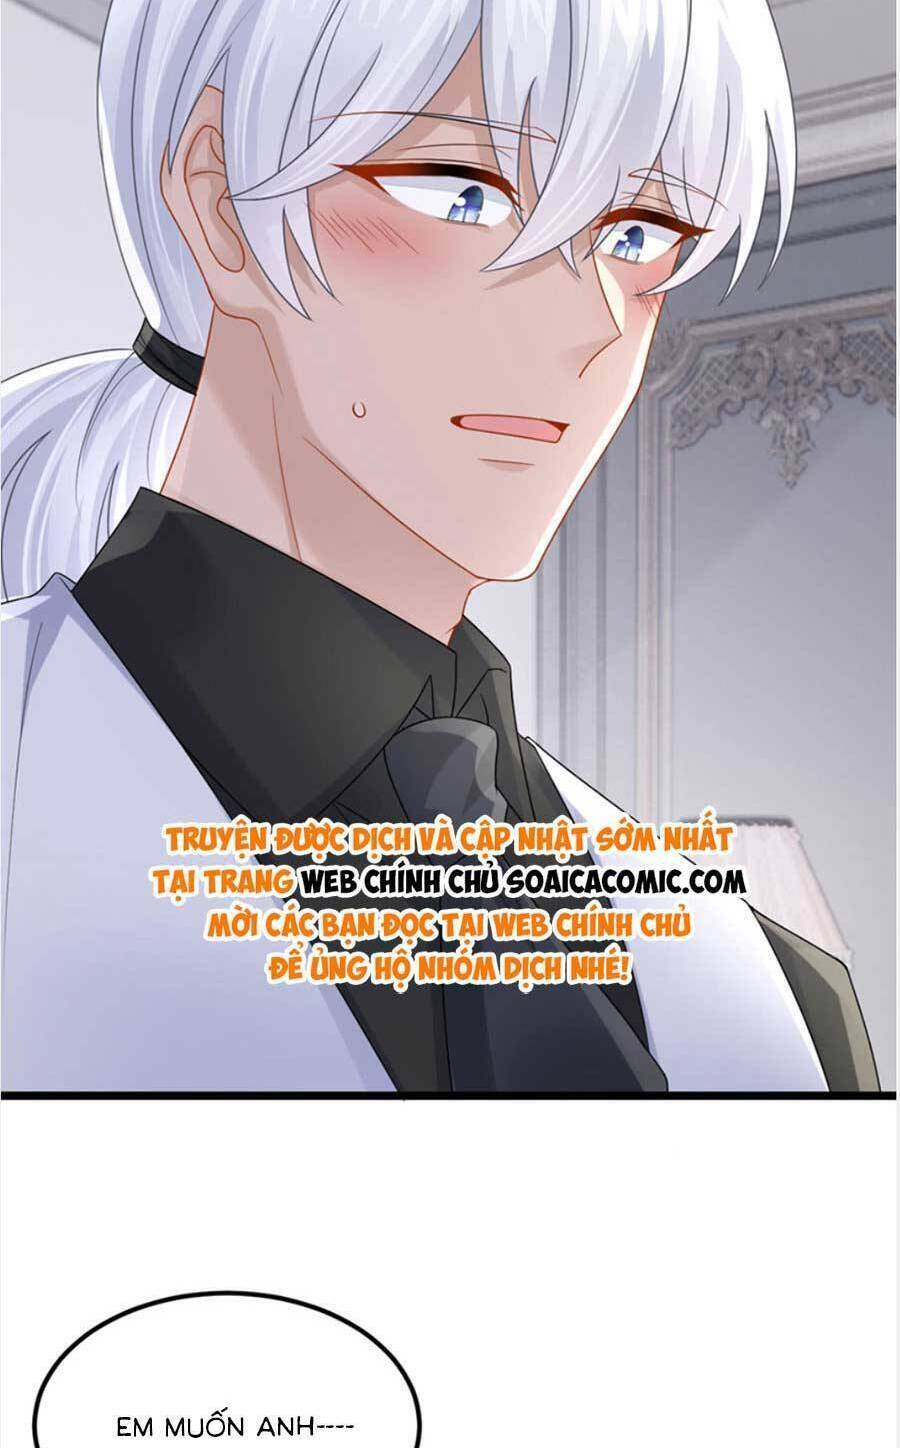 TRUYỆN ĐƯỢC DỊCH VÀ CẬP NHẬT SỚM NHẤT
TẠI TRANG WEB CHÍNH CHỦ SOAICACOMIC.COM
MỜI CÁC BẠN ĐỌC TẠI WEB CHÍNH CHỦ
ĐỂ ỦNG HỘ NHÓM DỊCH NHÉ!
EM MUỐN ANH----